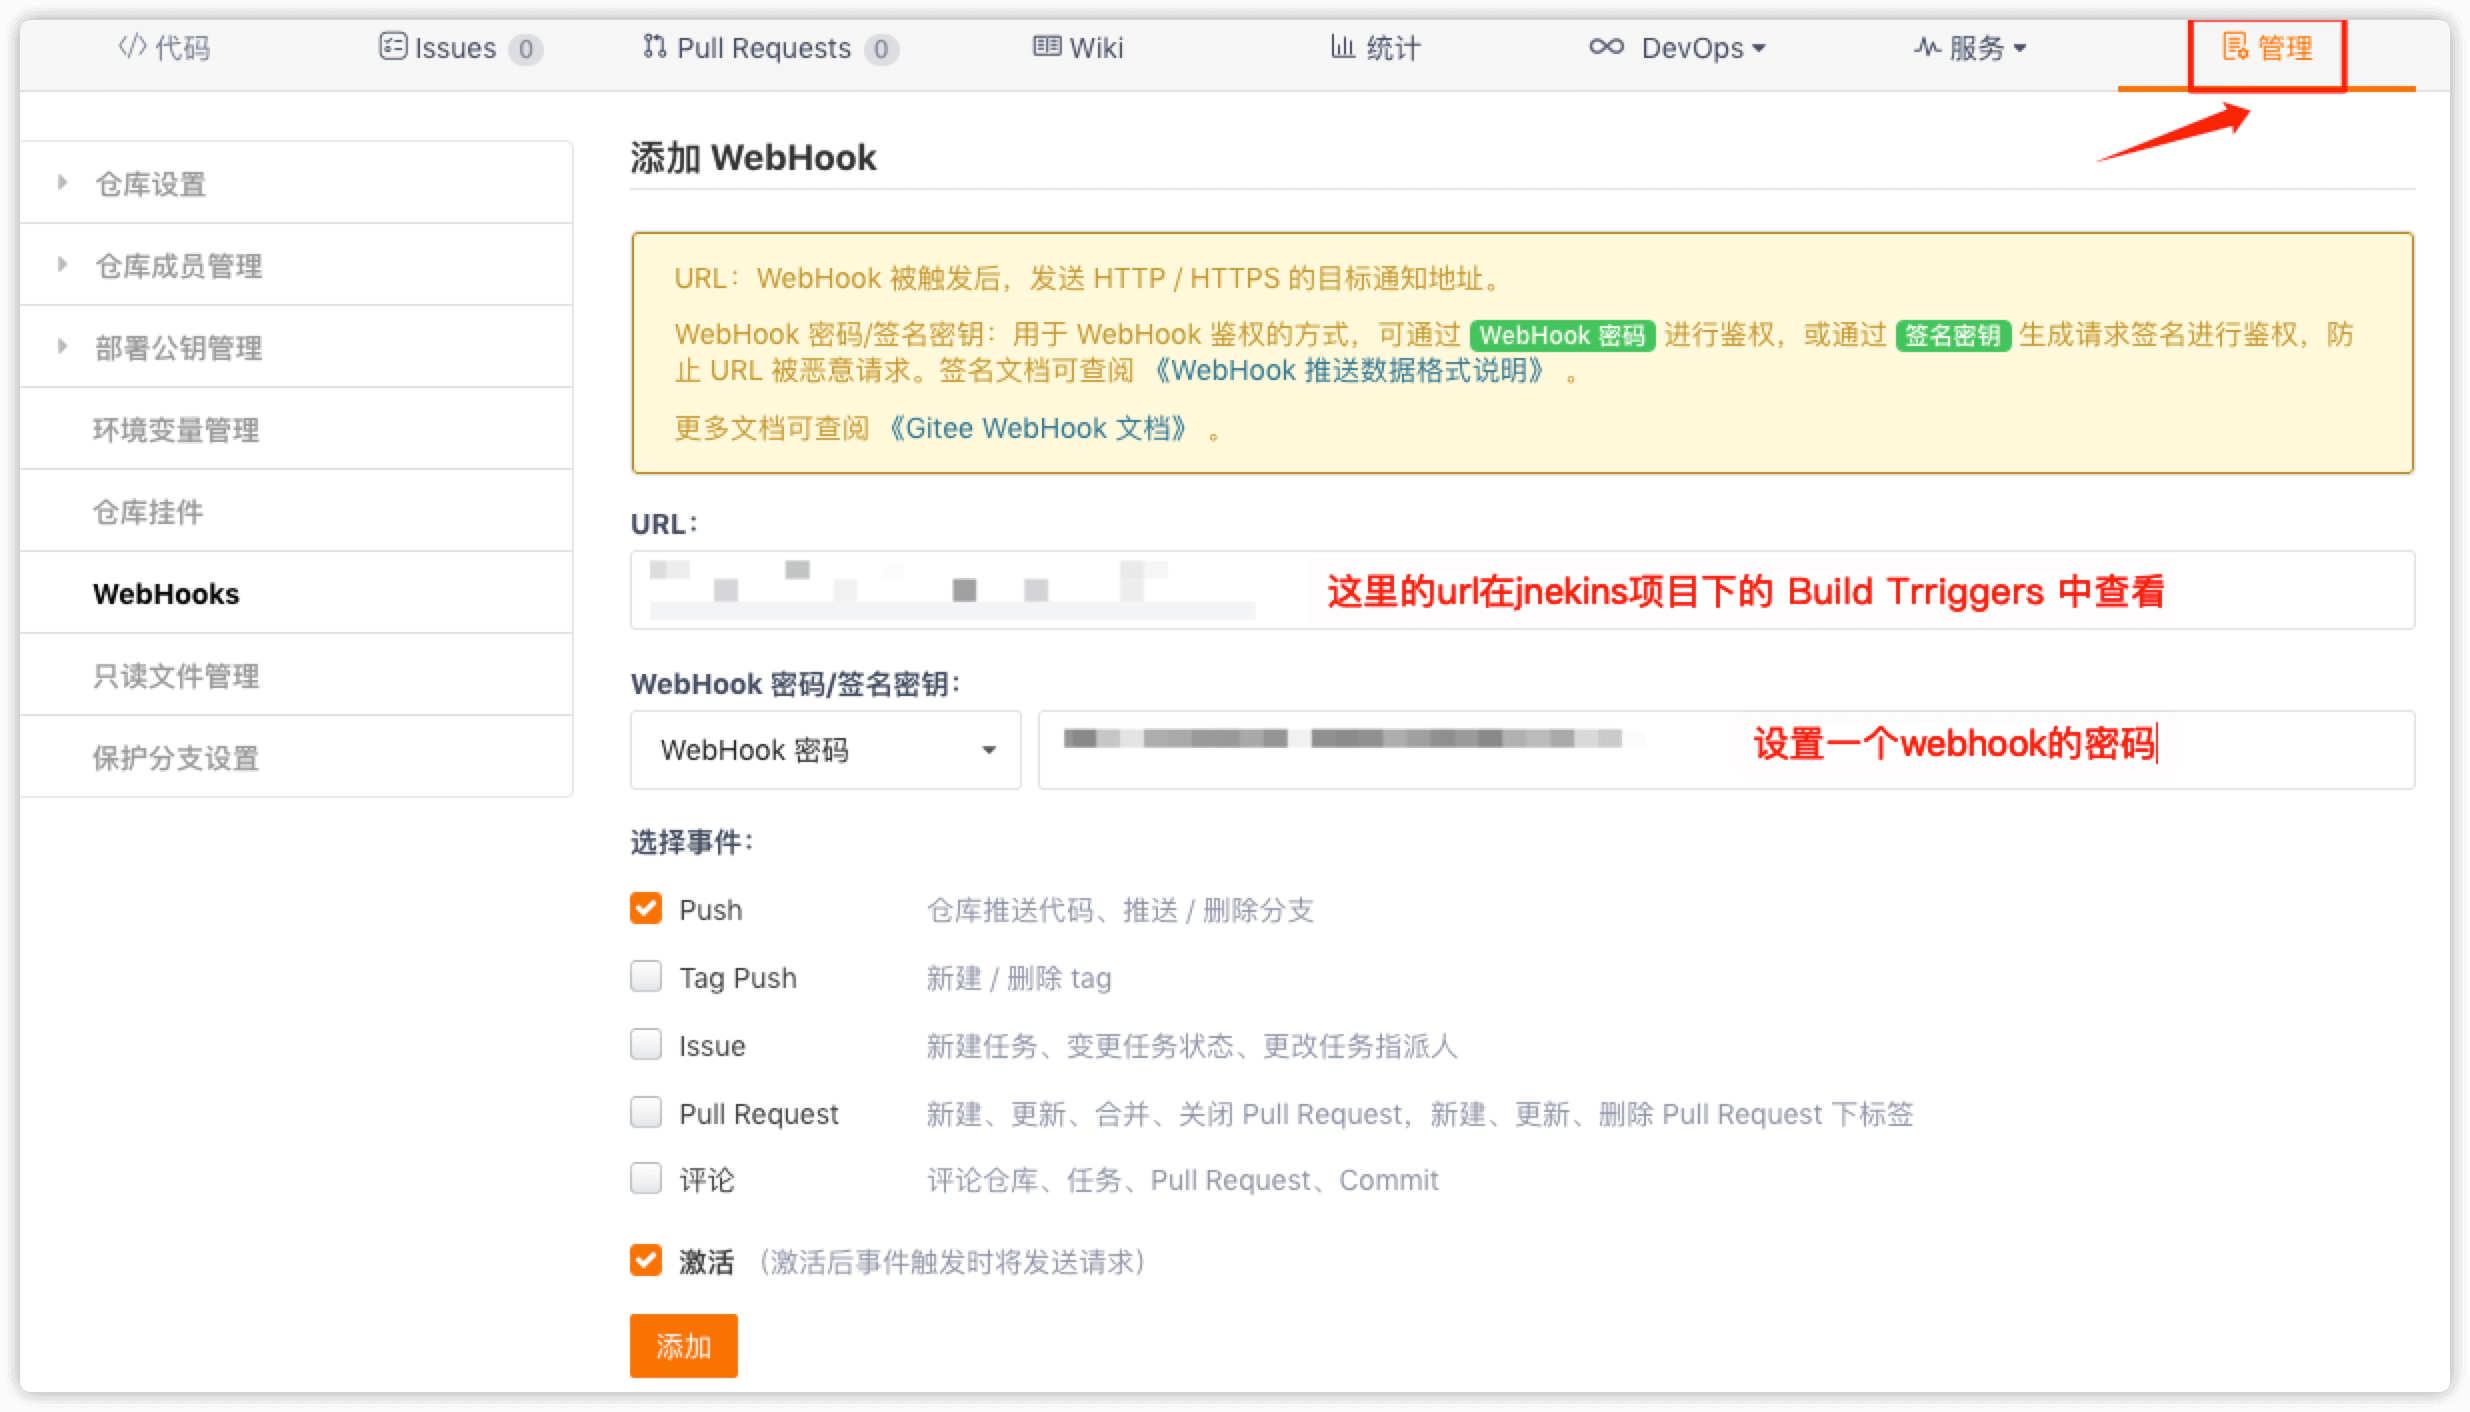 </> 代码 Issues 0 Pull Requests 0 Wiki 统计 DevOps 服务 管理
仓库设置
仓库成员管理
部署公钥管理
环境变量管理
仓库挂件
WebHooks
只读文件管理
保护分支设置
添加 WebHook
URL：WebHook 被触发后，发送 HTTP / HTTPS 的目标通知地址。
WebHook 密码/签名密钥：用于 WebHook 鉴权的方式，可通过 WebHook 密码 进行鉴权，或通过 签名密钥 生成请求签名进行鉴权，防
止 URL 被恶意请求。签名文档可查阅 《WebHook 推送数据格式说明》 。
更多文档可查阅 《Gitee WebHook 文档》 。
URL：
这里的url在jnekins项目下的 Build Trriggers 中查看
WebHook 密码/签名密钥：
WebHook 密码 设置一个webhook的密码
选择事件：
Push 仓库推送代码、推送 / 删除分支
Tag Push 新建 / 删除 tag
Issue 新建任务、变更任务状态、更改任务指派人
Pull Request 新建、更新、合并、关闭 Pull Request，新建、更新、删除 Pull Request 下标签
评论 评论仓库、任务、Pull Request、Commit
激活 （激活后事件触发时将发送请求）
添加